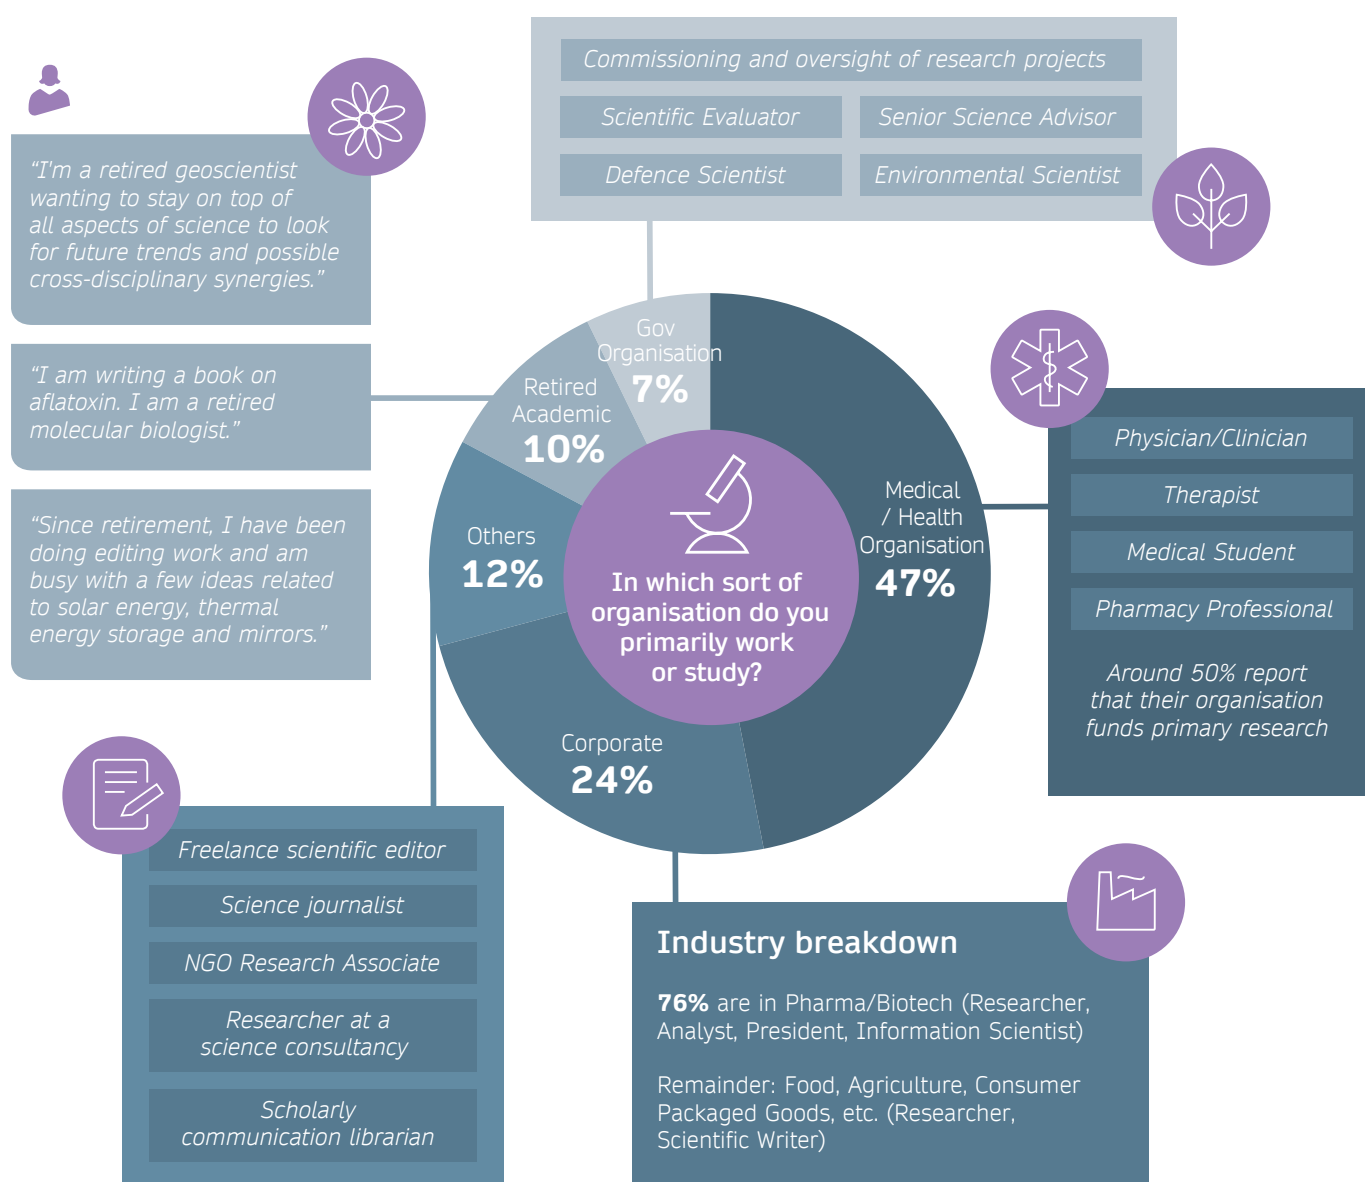 Commissioning and oversight of research projects
Scientific Evaluator
Senior Science Advisor
Defence Scientist
Environmental Scientist
“I'm a retired geoscientist
wanting to stay on top of
all aspects of science to look
for future trends and possible
cross-disciplinary synergies.”
“I am writing a book on
aflatoxin. I am a retired
molecular biologist.”
“Since retirement, I have been
doing editing work and am
busy with a few ideas related
to solar energy, thermal
energy storage and mirrors.”
Gov
Organisation
7%
Retired
Academic
10%
Others
12%
Medical
/ Health
Organisation
47%
In which sort of
organisation do you
primarily work
or study?
Corporate
24%
Physician/Clinician
Therapist
Medical Student
Pharmacy Professional
Around 50% report
that their organisation
funds primary research
Freelance scientific editor
Science journalist
NGO Research Associate
Researcher at a
science consultancy
Scholarly
communication librarian
Industry breakdown
76% are in Pharma/Biotech (Researcher,
Analyst, President, Information Scientist)
Remainder: Food, Agriculture, Consumer
Packaged Goods, etc. (Researcher,
Scientific Writer)